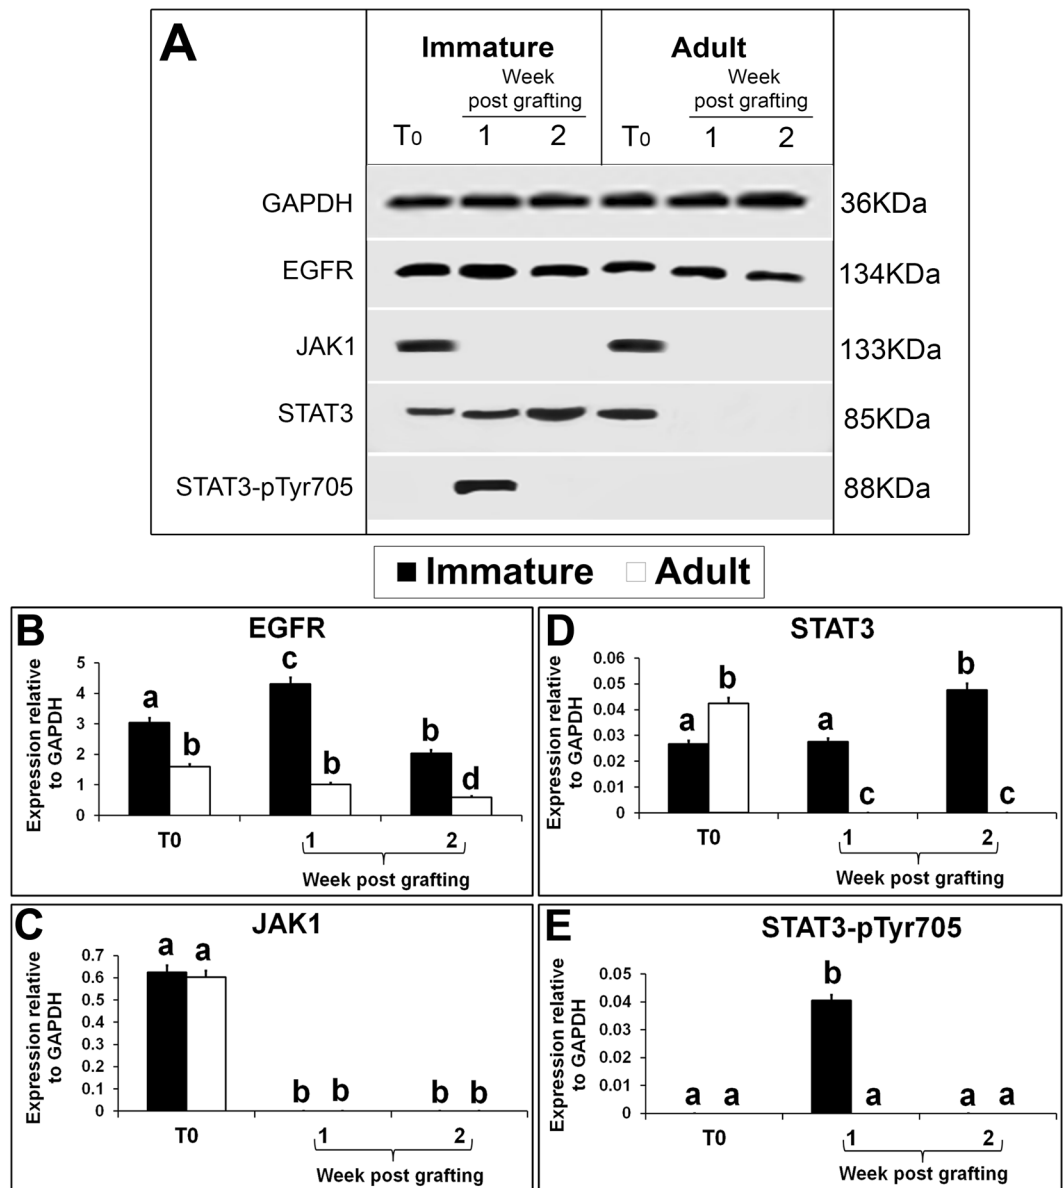 A
Immature
Adult
Week
post grafting
Week
post grafting
T0
1
2
T0
1
2
GAPDH
36KDa
EGFR
134KDa
JAK1
133KDa
STAT3
85KDa
STAT3-pTyr705
88KDa
Immature
Adult
B
EGFR
Expression relative
to GAPDH
5
4
3
2
1
0
a
b
c
b
b
d
T0
1
2
Week post grafting
D
STAT3
Expression relative
to GAPDH
0.06
0.05
0.04
0.03
0.02
0.01
0
a
b
a
c
b
c
T0
1
2
Week post grafting
C
JAK1
Expression relative
to GAPDH
0.7
0.6
0.5
0.4
0.3
0.2
0.1
0
a
a
b
b
b
b
T0
1
2
Week post grafting
E
STAT3-pTyr705
Expression relative
to GAPDH
0.05
0.04
0.03
0.02
0.01
0
a
a
b
a
a
a
T0
1
2
Week post grafting